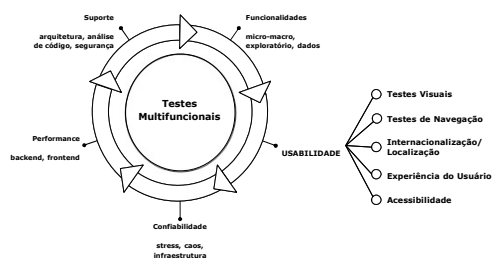 Suporte
arquitetura, análise
de código, segurança
Funcionalidades
micro-macro,
exploratório, dados
Testes
Multifuncionais
Performance
backend, frontend
USABILIDADE
Testes Visuais
Testes de Navegação
Internacionalização/
Localização
Experiência do Usuário
Acessibilidade
Confiabilidade
stress, caos,
infraestrutura